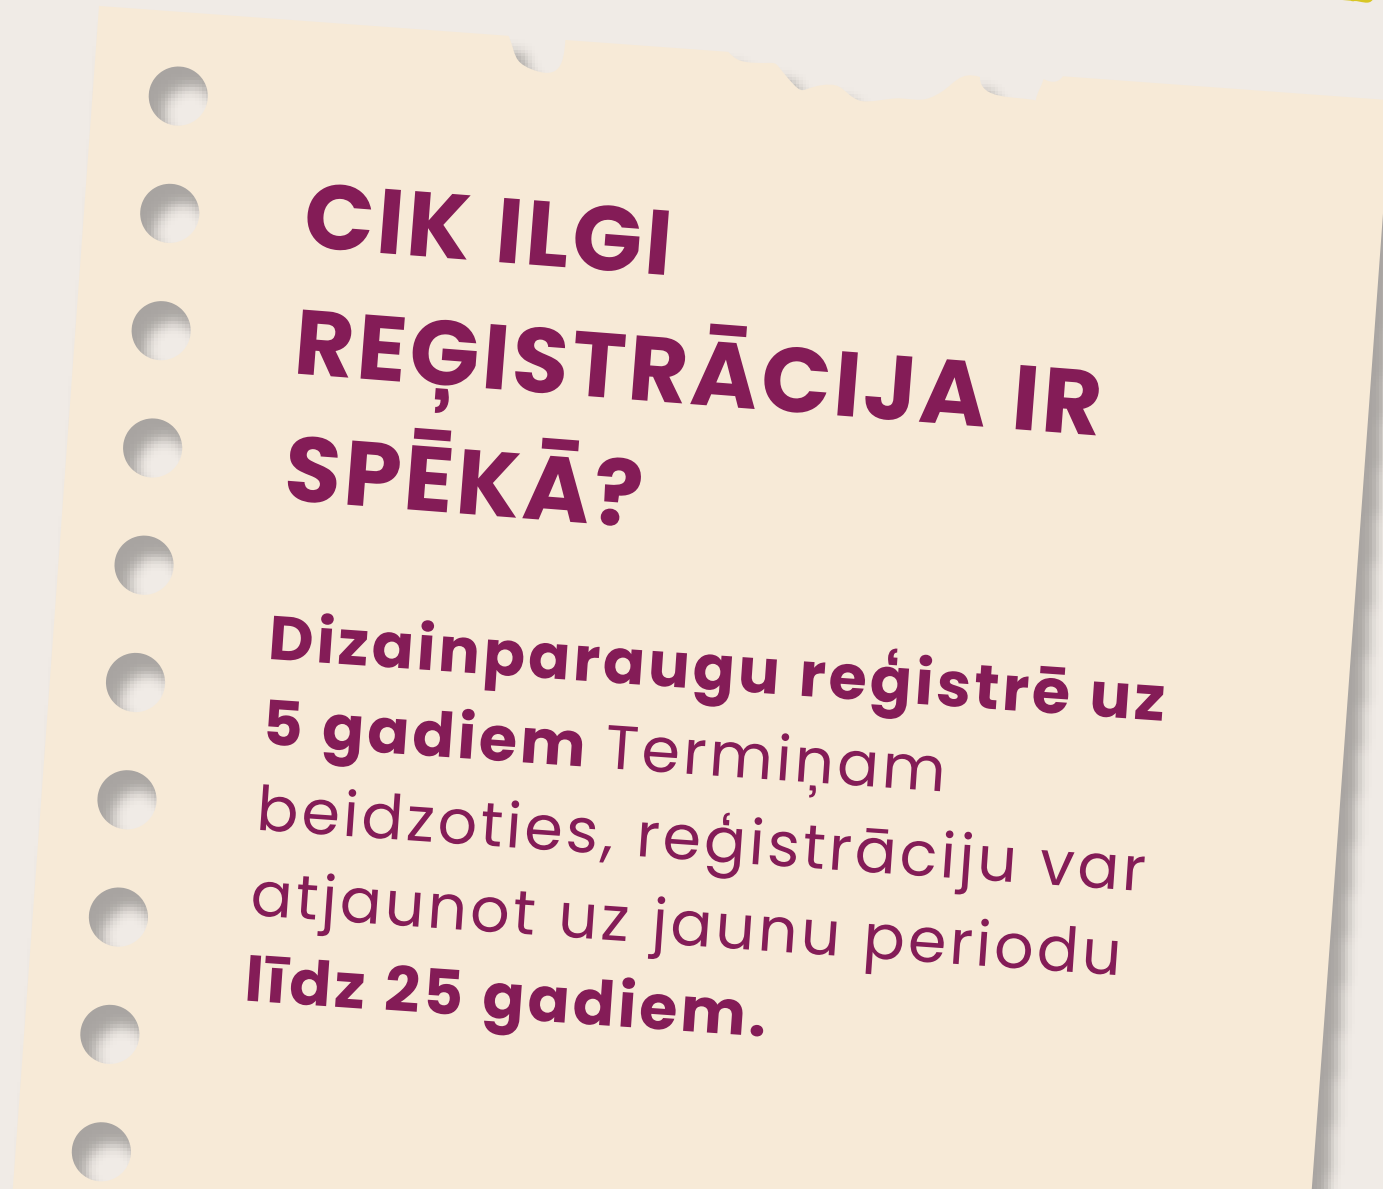 CIK ILGI
REĢISTRĀCIJA IR
SPĒKĀ?
Dizainparaugu reģistrē uz
5 gadiem Termiņam
beidzoties, reģistrāciju var
atjaunot uz jaunu periodu
līdz 25 gadiem.